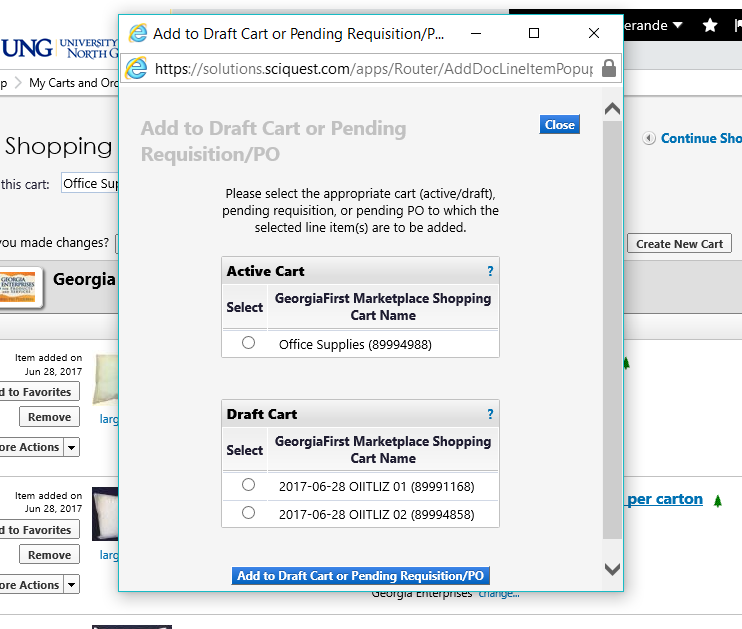 Add to Draft Cart or Pending Requisition/P...
https://solutions.sciquest.com/apps/Router/AddDocLineItemPopup
Add to Draft Cart or Pending
Requisition/PO
Close
Please select the appropriate cart (active/draft),
pending requisition, or pending PO to which the
selected line item(s) are to be added.
Active Cart ?
Select
GeorgiaFirst Marketplace Shopping
Cart Name
Office Supplies (89994988)
Draft Cart ?
Select
GeorgiaFirst Marketplace Shopping
Cart Name
2017-06-28 OIITLIZ 01 (89991168)
2017-06-28 OIITLIZ 02 (89994858)
Add to Draft Cart or Pending Requisition/PO
UNG
UNIVERSITY
NORTH G
erande
p
My Carts and Ord
Shopping
Continue Sho
this cart:
Office Sup
ou made changes?
Create New Cart
GEORGIA
ENTERPRISES
Georgia
Item added on
Jun 28, 2017
d to Favorites
Remove
larg
ore Actions
Item added on
Jun 28, 2017
per carton
d to Favorites
Remove
larg
ore Actions
Georgia Enterprises change...